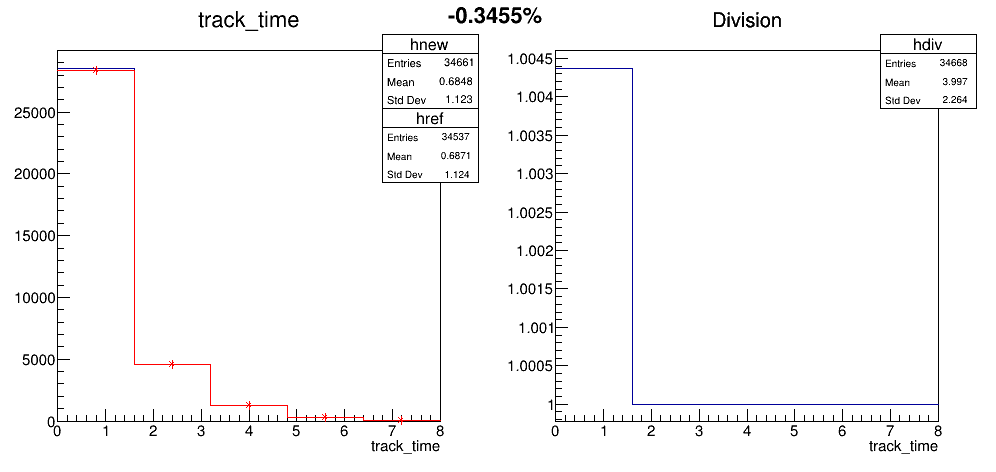 -0.3455%
track_time
hnew
Entries 34661
Mean 0.6848
Std Dev 1.123
href
Entries 34537
Mean 0.6871
Std Dev 1.124
25000
20000
15000
10000
5000
0
0 1 2 3 4 5 6 7 8
track_time
Division
hdiv
Entries 34668
Mean 3.997
Std Dev 2.264
1.0045
1.004
1.0035
1.003
1.0025
1.002
1.0015
1.001
1.0005
1
0 1 2 3 4 5 6 7 8
track_time